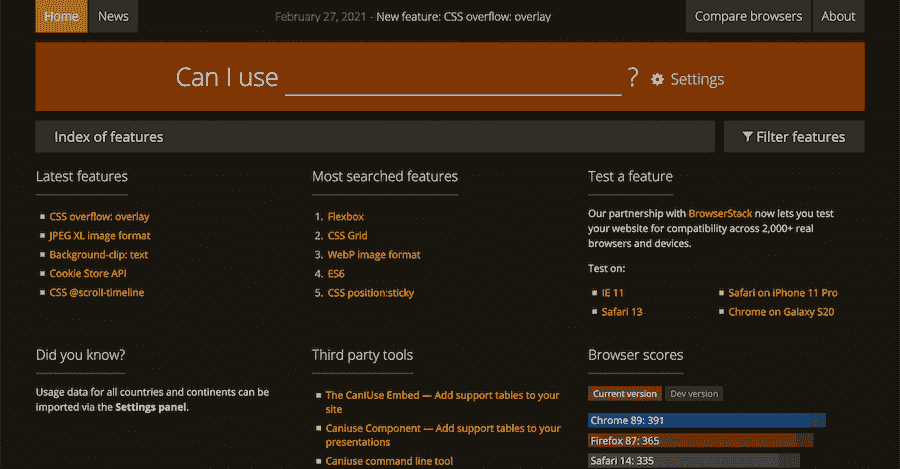 Home
News
February 27, 2021 - New feature: CSS overflow: overlay
Compare browsers
About
Can I use ?
Settings
Index of features
Filter features
Latest features
CSS overflow: overlay
JPEG XL image format
Background-clip: text
Cookie Store API
CSS @scroll-timeline
Most searched features
1. Flexbox
2. CSS Grid
3. WebP image format
4. ES6
5. CSS position:sticky
Test a feature
Our partnership with BrowserStack now lets you test
your website for compatibility across 2,000+ real
browsers and devices.
Test on:
IE 11
Safari on iPhone 11 Pro
Safari 13
Chrome on Galaxy S20
Did you know?
Usage data for all countries and continents can be
imported via the Settings panel.
Third party tools
The CanIUse Embed — Add support tables to your
site
Caniuse Component — Add support tables to your
presentations
Caniuse command line tool
Browser scores
Current version
Dev version
Chrome 89: 391
Firefox 87: 365
Safari 14: 335